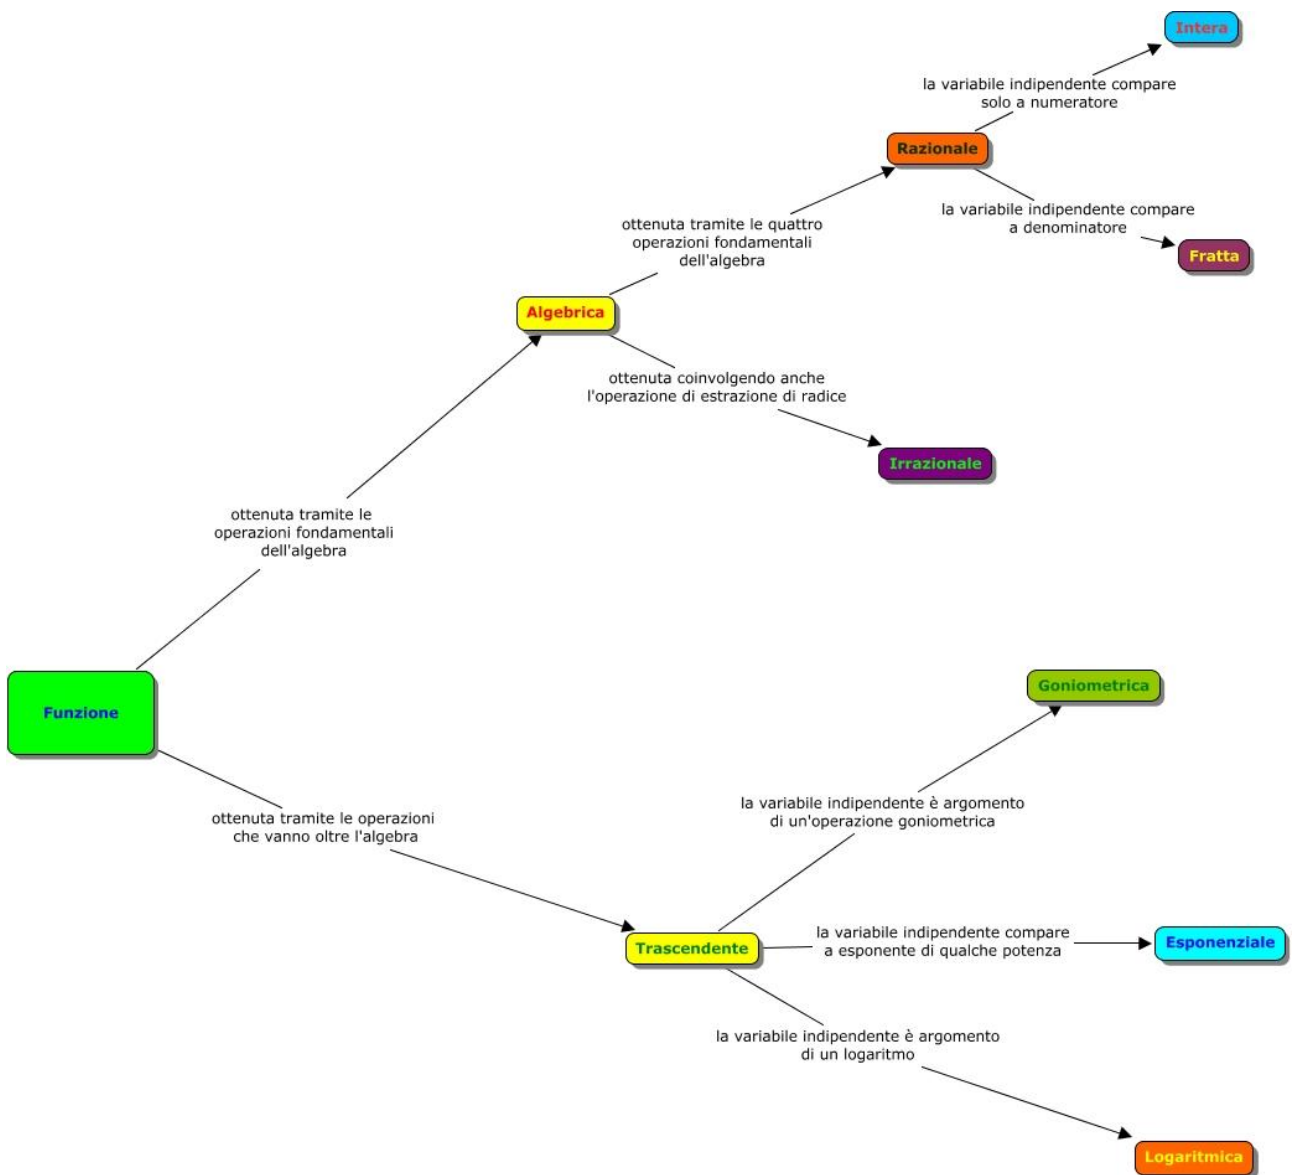 Intera
la variabile indipendente compare
solo a numeratore
Razionale
la variabile indipendente compare
a denominatore
Fratta
ottenuta tramite le quattro
operazioni fondamentali
dell'algebra
Algebrica
ottenuta coinvolgendo anche
l'operazione di estrazione di radice
Irrazionale
ottenuta tramite le
operazioni fondamentali
dell'algebra
Funzione
ottenuta tramite le operazioni
che vanno oltre l'algebra
Trascendente
Goniometrica
la variabile indipendente è argomento
di un'operazione goniometrica
la variabile indipendente compare
a esponente di qualche potenza
Esponenziale
la variabile indipendente è argomento
di un logaritmo
Logaritmica